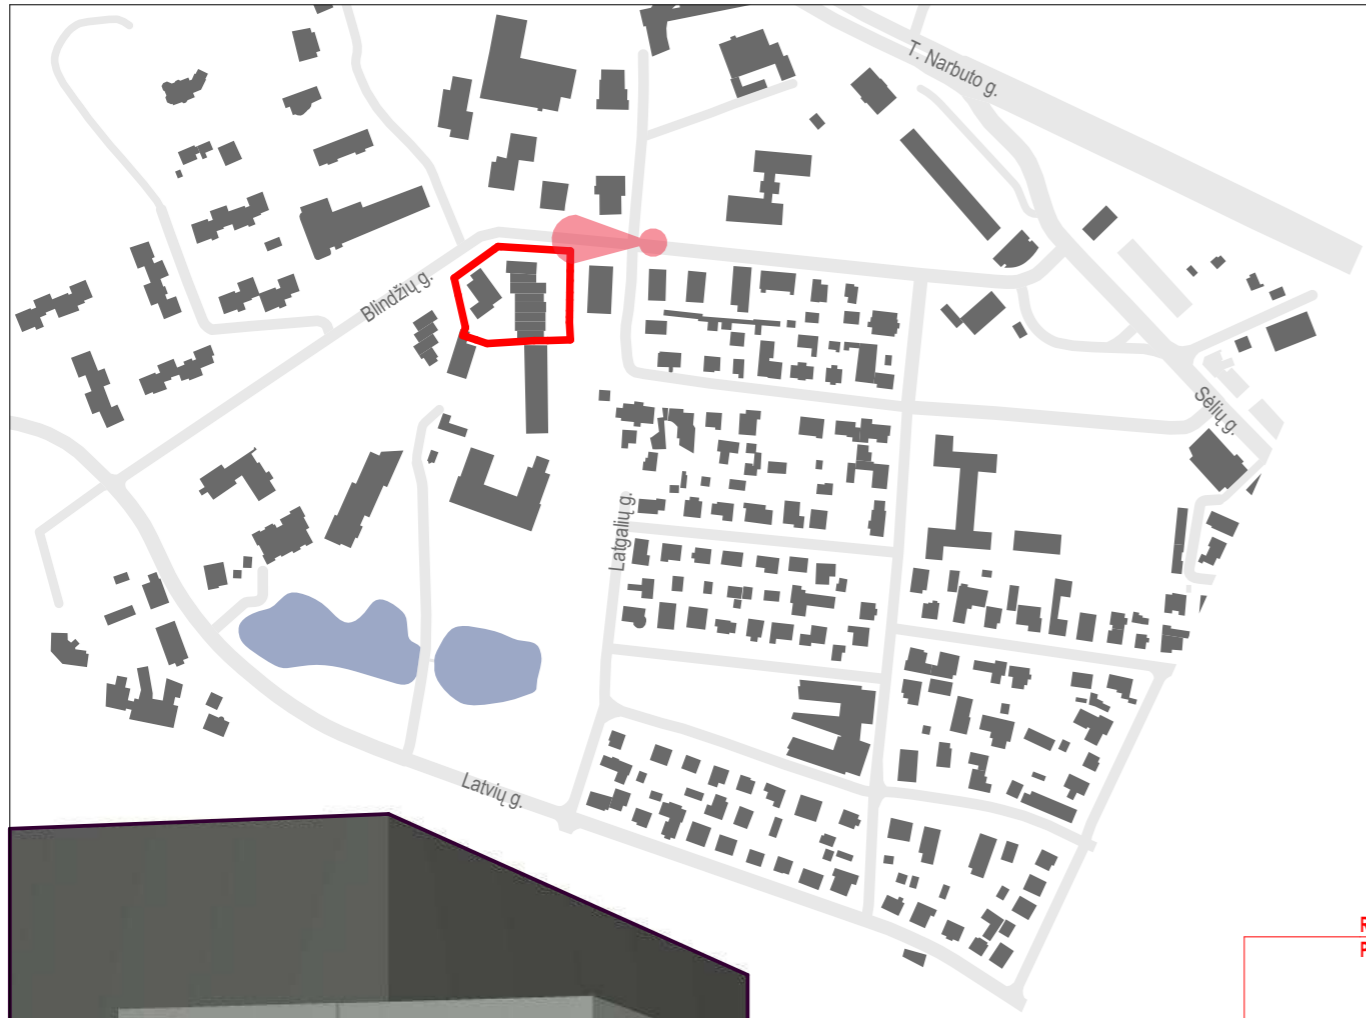 T. Narbuto g.
Blindžių g.
Sėlių g.
Latgalių g.
Latvių g.